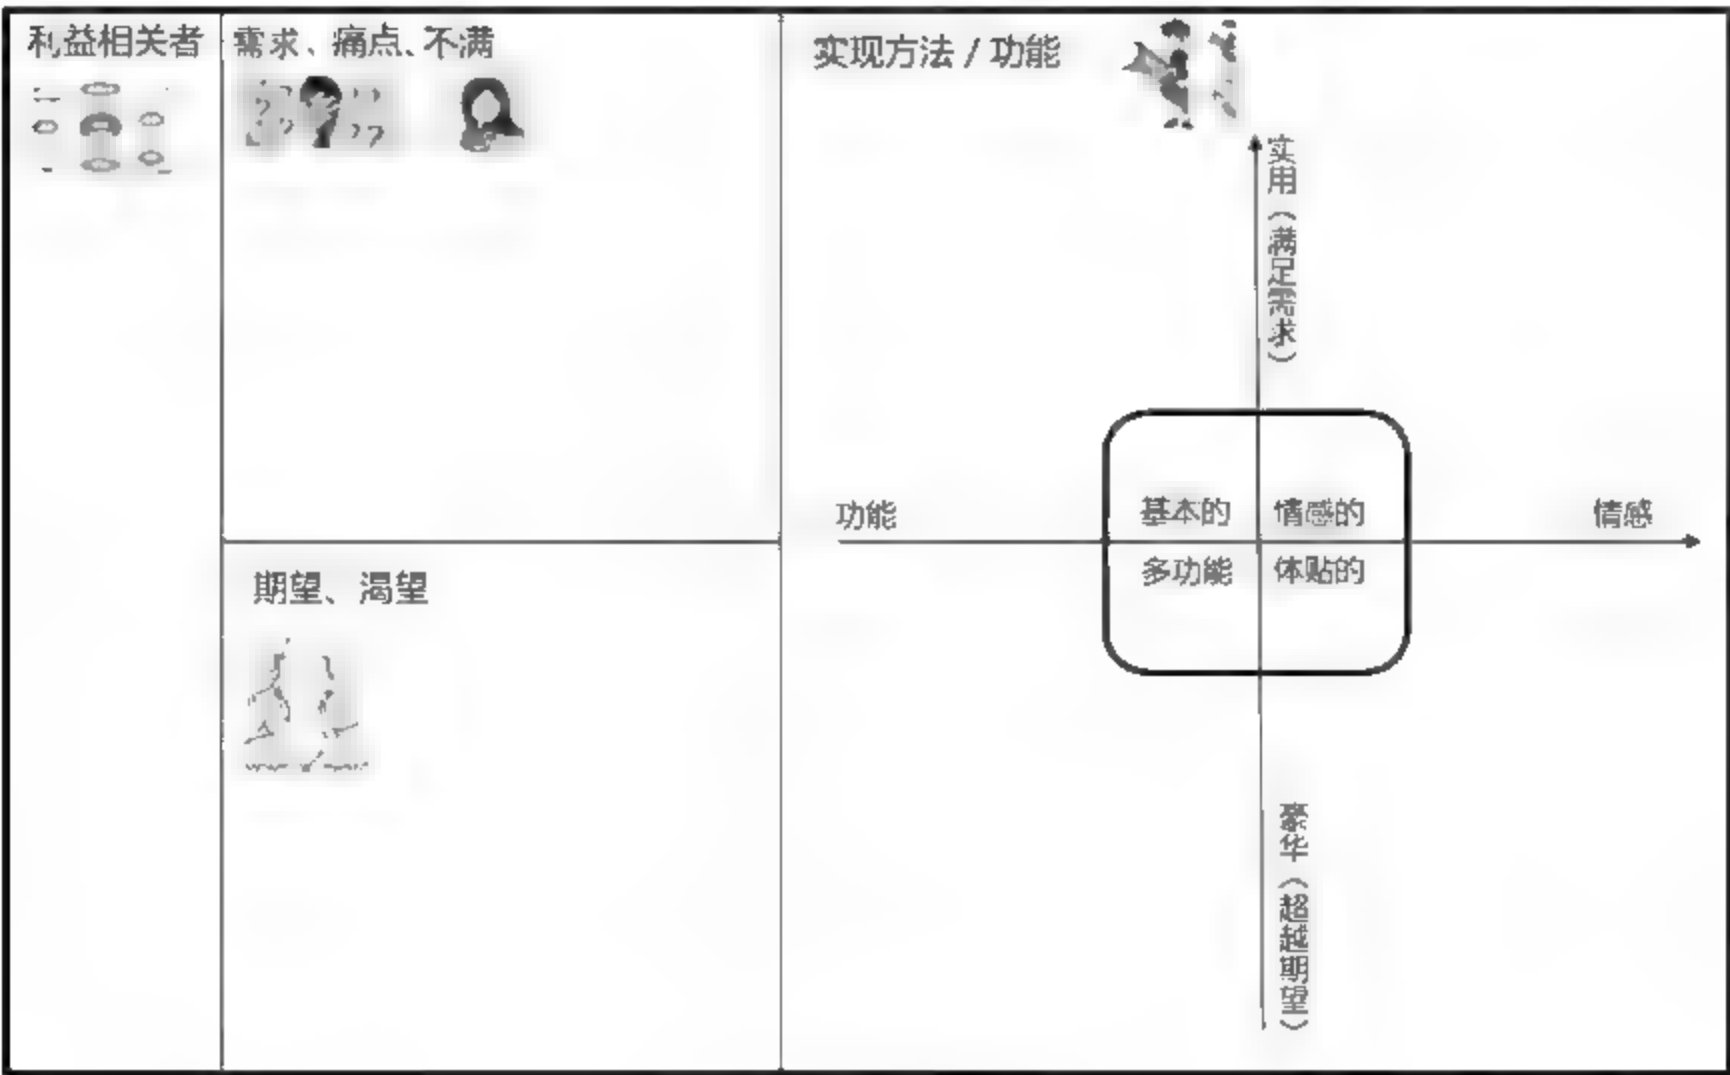 利益相关者
需求、痛点、不满
实现方法 / 功能
实用（满足需求）
功能
基本的
情感的
情感
多功能
体贴的
期望、渴望
豪华（超越期望）